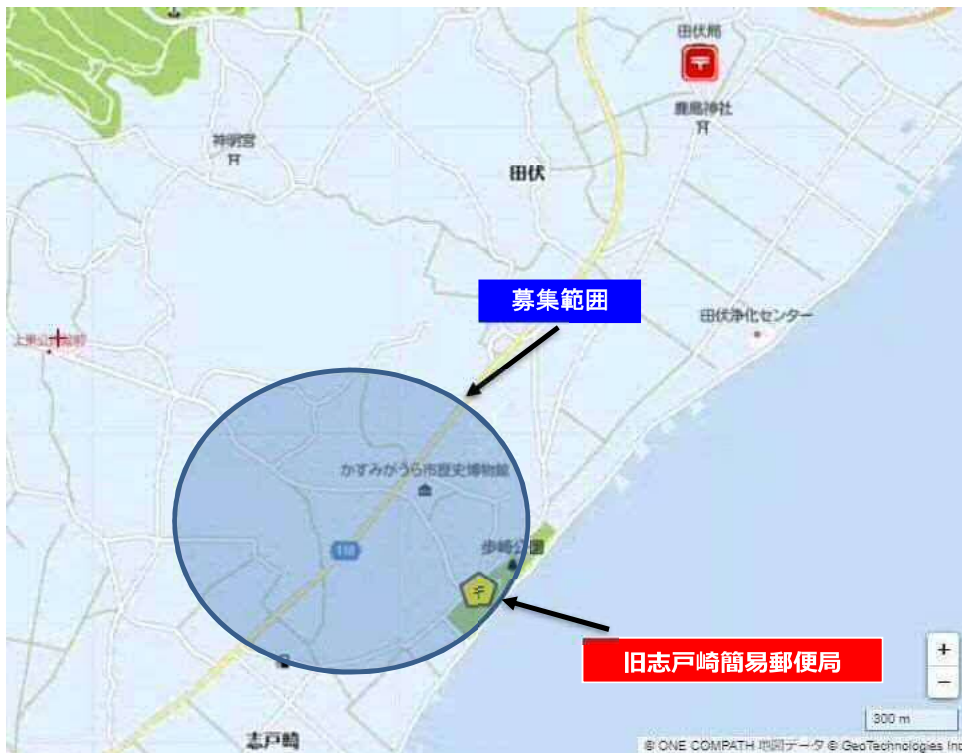 田伏局
鹿島神社
神明宮
田伏
募集範囲
田伏浄化センター
かすみがうら市歴史博物館
118
歩崎公園
旧志戸崎簡易郵便局
+
−
300 m
志戸崎
© ONE COMPATH 地図データ © GeoTechnologies In